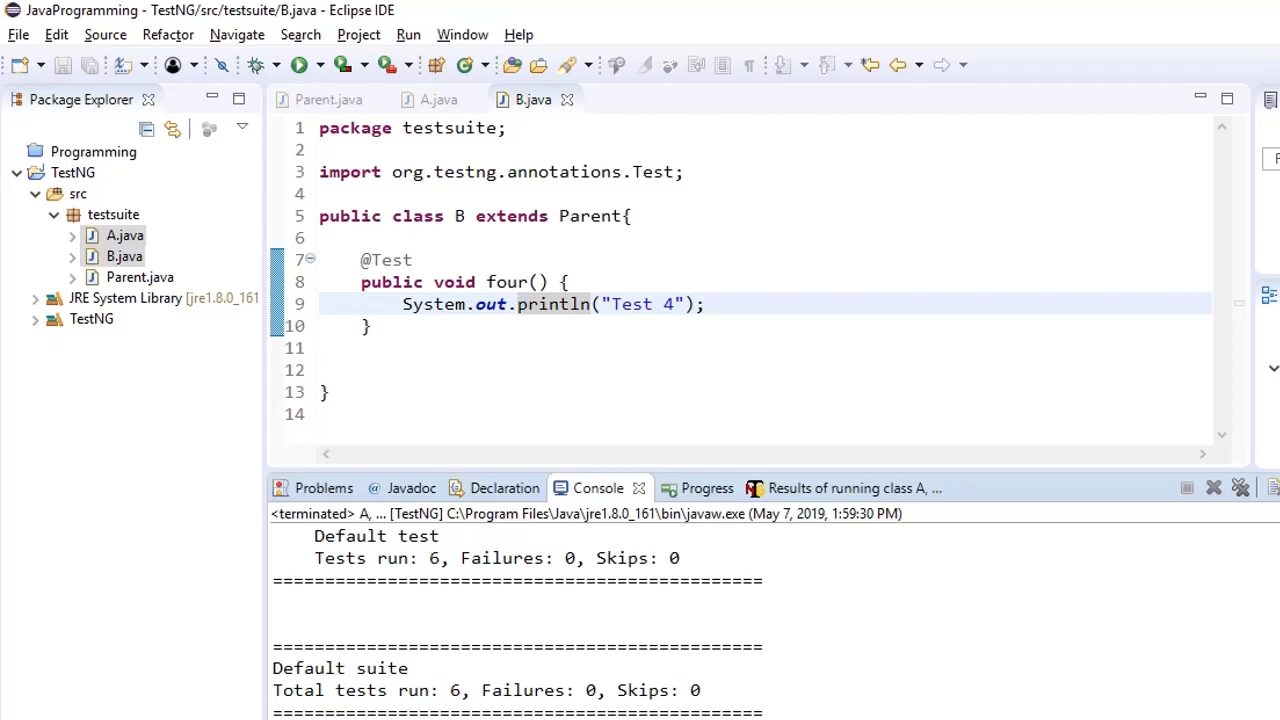 JavaProgramming - TestNG/src/testsuite/B.java - Eclipse IDE
File Edit Source Refactor Navigate Search Project Run Window Help
Package Explorer
Programming
TestNG
src
testsuite
A.java
B.java
Parent.java
JRE System Library [jre1.8.0_161
TestNG
Parent.java A.java B.java
1 package testsuite;
2
3 import org.testng.annotations.Test;
4
5 public class B extends Parent{
6
7 @Test
8 public void four() {
9 System.out.println("Test 4");
10 }
11
12
13 }
14
Problems @ Javadoc Declaration Console Progress Results of running class A, ...
<terminated> A, ... [TestNG] C:\Program Files\Java\jre1.8.0_161\bin\javaw.exe (May 7, 2019, 1:59:30 PM)
Default test
Tests run: 6, Failures: 0, Skips: 0
===============================================
===============================================
Default suite
Total tests run: 6, Failures: 0, Skips: 0
===============================================